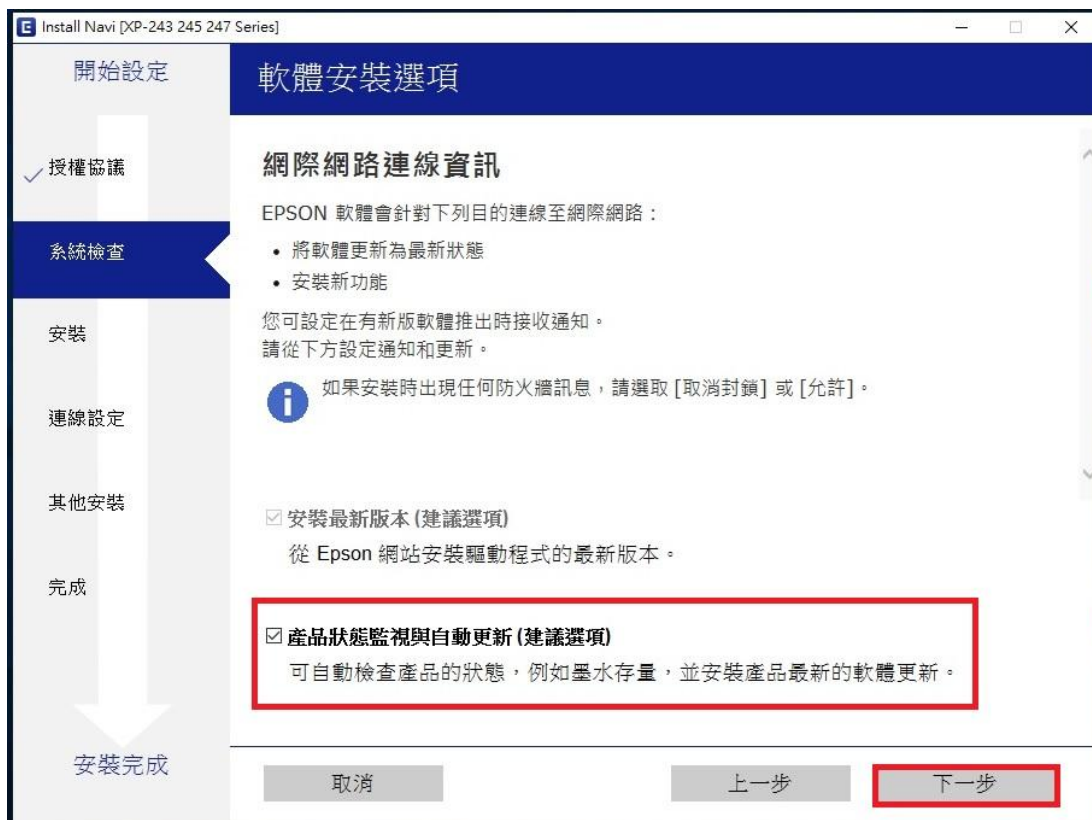 Install Navi [XP-243 245 247 Series]
開始設定
授權協議
系統檢查
安裝
連線設定
其他安裝
完成
安裝完成
軟體安裝選項
網際網路連線資訊
EPSON 軟體會針對下列目的連線至網際網路：
• 將軟體更新為最新狀態
• 安裝新功能
您可設定在有新版軟體推出時接收通知。
請從下方設定通知和更新。
如果安裝時出現任何防火牆訊息，請選取 [取消封鎖] 或 [允許]。
安裝最新版本 (建議選項)
從 Epson 網站安裝驅動程式的最新版本。
產品狀態監視與自動更新 (建議選項)
可自動檢查產品的狀態，例如墨水存量，並安裝產品最新的軟體更新。
取消
上一步
下一步